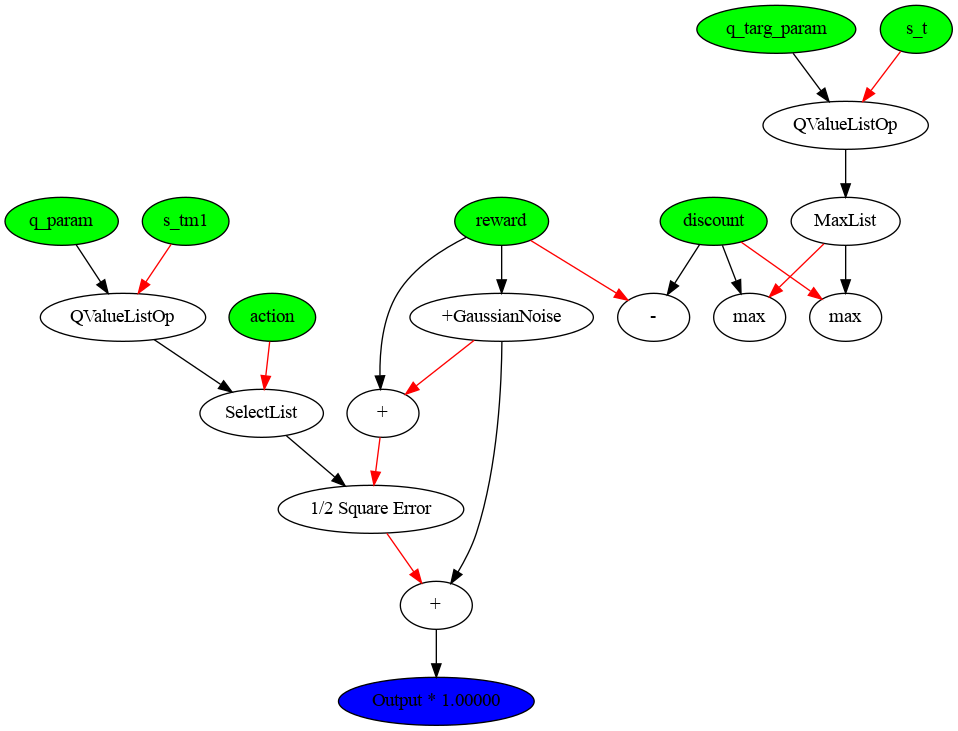 q_targ_param
s_t
QValueListOp
q_param
s_tm1
reward
discount
MaxList
QValueListOp
action
+GaussianNoise
-
max
max
SelectList
+
1/2 Square Error
+
Output * 1.00000